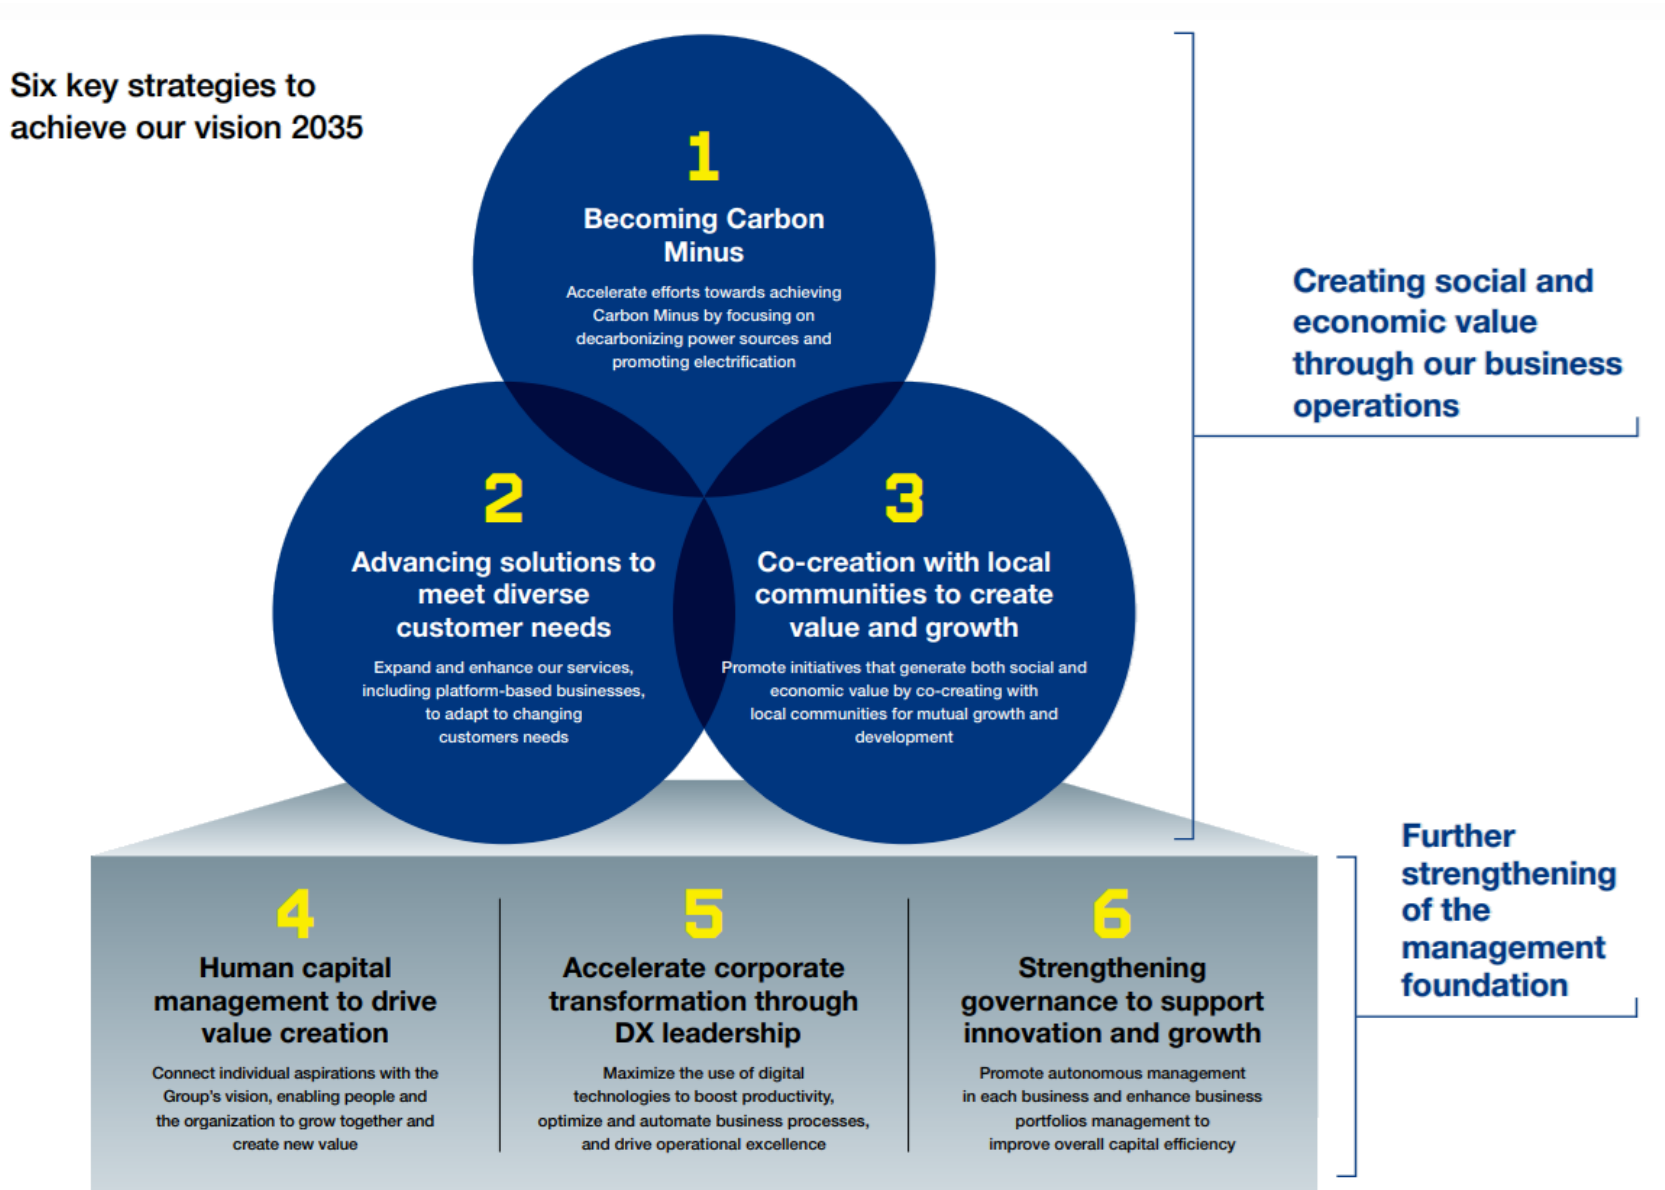 Six key strategies to
achieve our vision 2035
1
Becoming Carbon
Minus
Accelerate efforts towards achieving
Carbon Minus by focusing on
decarbonizing power sources and
promoting electrification
2
Advancing solutions to
meet diverse
customer needs
Expand and enhance our services,
including platform-based businesses,
to adapt to changing
customers needs
3
Co-creation with local
communities to create
value and growth
Promote initiatives that generate both social and
economic value by co-creating with
local communities for mutual growth and
development
Creating social and
economic value
through our business
operations
4
Human capital
management to drive
value creation
Connect individual aspirations with the
Group's vision, enabling people and
the organization to grow together and
create new value
5
Accelerate corporate
transformation through
DX leadership
Maximize the use of digital
technologies to boost productivity,
optimize and automate business processes,
and drive operational excellence
6
Strengthening
governance to support
innovation and growth
Promote autonomous management
in each business and enhance business
portfolios management to
improve overall capital efficiency
Further
strengthening
of the
management
foundation